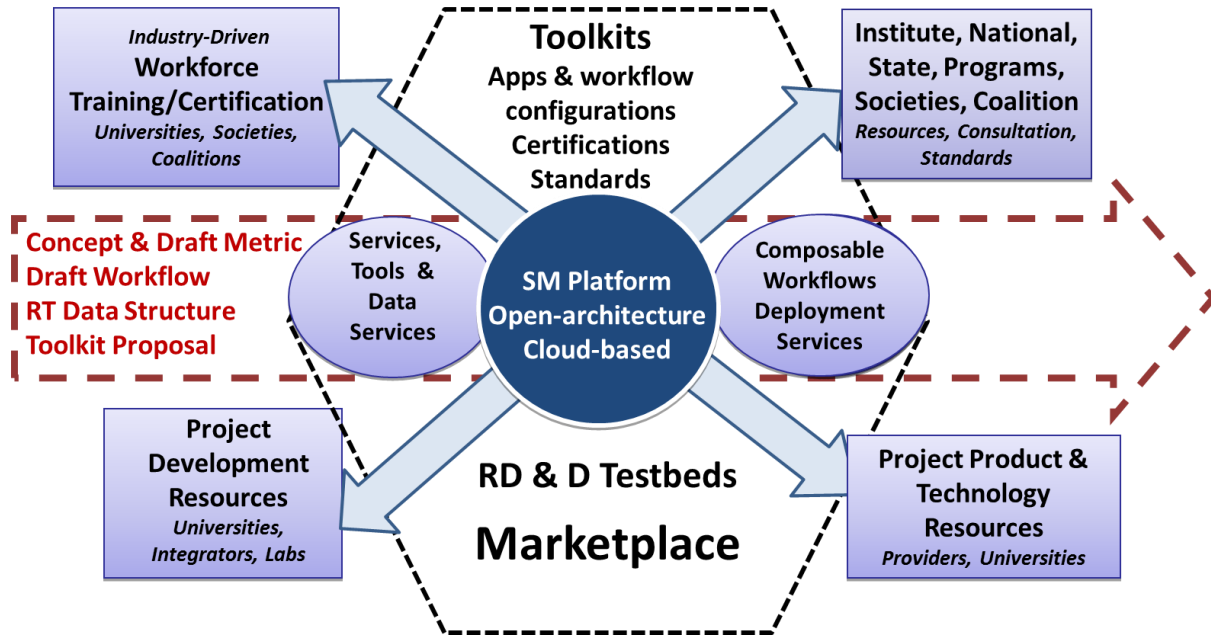 Industry-Driven
Workforce
Training/Certification
Universities, Societies,
Coalitions
Toolkits
Apps & workflow
configurations
Certifications
Standards
Institute, National,
State, Programs,
Societies, Coalition
Resources, Consultation,
Standards
Concept & Draft Metric
Draft Workflow
RT Data Structure
Toolkit Proposal
Services,
Tools & 
Data
Services
SM Platform
Open-architecture
Cloud-based
Composable
Workflows
Deployment
Services
Project
Development
Resources
Universities,
Integrators, Labs
RD & D Testbeds
Marketplace
Project Product &
Technology
Resources
Providers, Universities